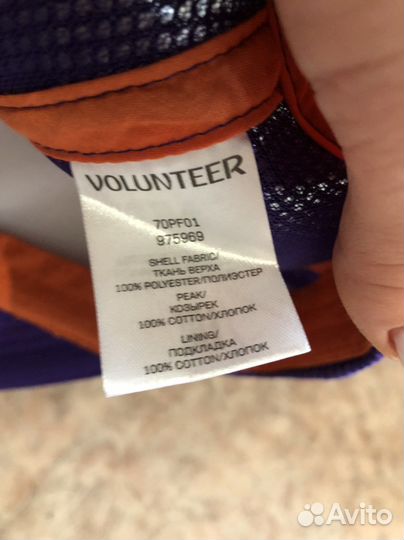 VOLUNTEER
70PF01
975969
SHELL FABRIC/
ТКАНЬ ВЕРХА
100% POLYESTER/ПОЛИЭСТЕР
PEAK/
КОЗЫРЕК
100% COTTON/ХЛОПОК
LINING/
ПОДКЛАДКА
100% COTTON/ХЛОПОК
Avito